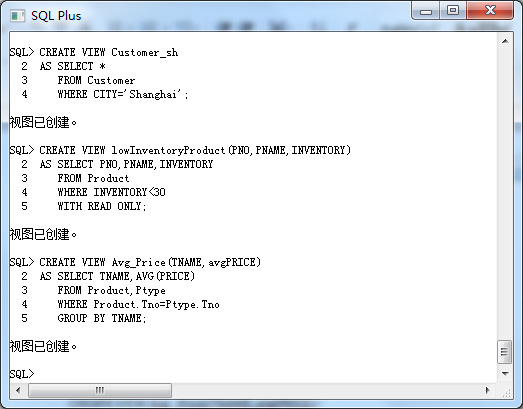 SQL Plus
SQL> CREATE VIEW Customer_sh
2 AS SELECT *
3 FROM Customer
4 WHERE CITY='Shanghai';
视图已创建。
SQL> CREATE VIEW lowInventoryProduct(PNO,PNAME,INVENTORY)
2 AS SELECT PNO,PNAME,INVENTORY
3 FROM Product
4 WHERE INVENTORY<30
5 WITH READ ONLY;
视图已创建。
SQL> CREATE VIEW Avg_Price(TNAME,avgPRICE)
2 AS SELECT TNAME,AVG(PRICE)
3 FROM Product,Ptype
4 WHERE Product.Tno=Ptype.Tno
5 GROUP BY TNAME;
视图已创建。
SQL>